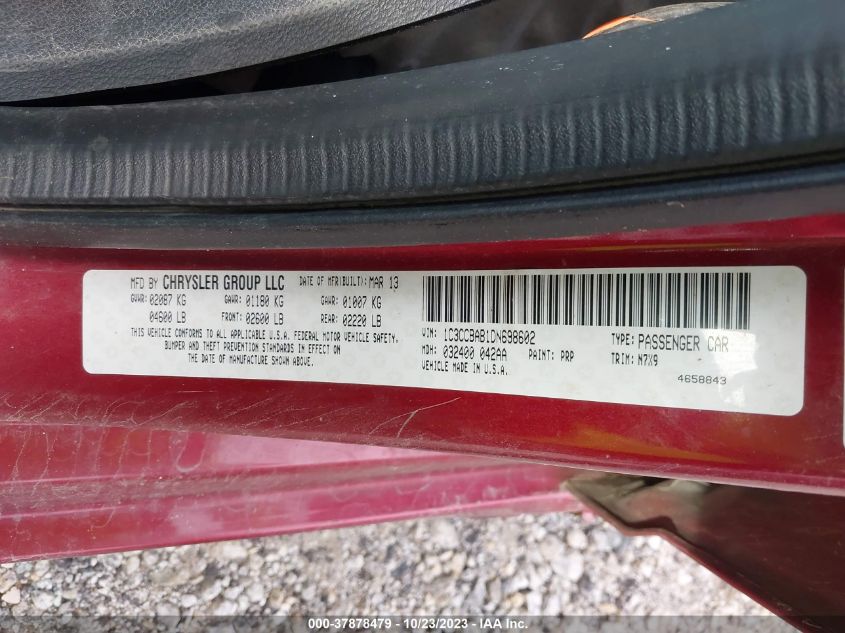 MFD BY CHRYSLER GROUP LLC DATE OF MFR(BUILT): MAR 13
GVWR: 02087 KG GAWR: 01180 KG GAWR: 01007 KG
04600 LB FRONT: 02600 LB REAR: 02220 LB
THIS VEHICLE CONFORMS TO ALL APPLICABLE U.S.A. FEDERAL MOTOR VEHICLE SAFETY,
BUMPER AND THEFT PREVENTION STANDARDS IN EFFECT ON
THE DATE OF MANUFACTURE SHOWN ABOVE.
VIN: 1C3CCBAB1DN698602 TYPE: PASSENGER CAR
MDH: 032400 042AA PAINT: PRP TRIM: N7X9
VEHICLE MADE IN U.S.A.
4658843
000-37878479 - 10/23/2023 - IAA Inc.